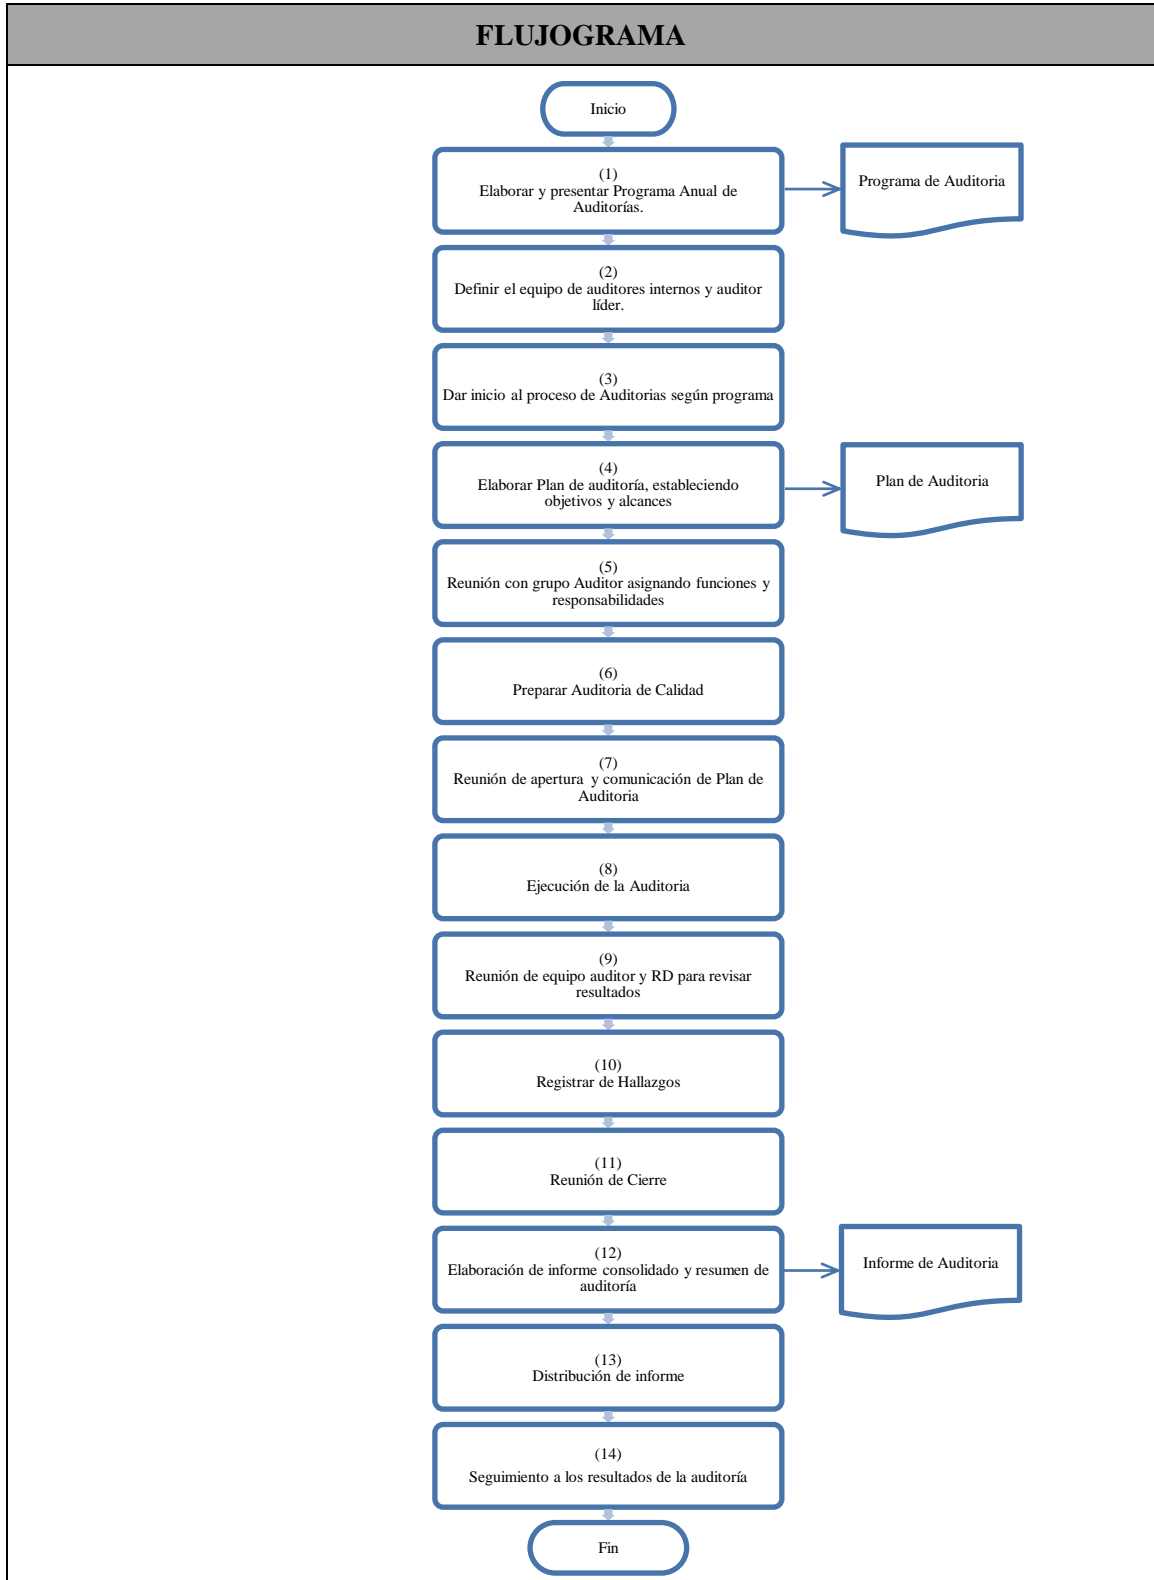 FLUJOGRAMA
Inicio
(1)
Elaborar y presentar Programa Anual de
Auditorías.
Programa de Auditoria
(2)
Definir el equipo de auditores internos y auditor
líder.
(3)
Dar inicio al proceso de Auditorias según programa
(4)
Elaborar Plan de auditoría, estableciendo
objetivos y alcances
Plan de Auditoria
(5)
Reunión con grupo Auditor asignando funciones y
responsabilidades
(6)
Preparar Auditoria de Calidad
(7)
Reunión de apertura  y comunicación de Plan de
Auditoria
(8)
Ejecución de la Auditoria
(9)
Reunión de equipo auditor y RD para revisar
resultados
(10)
Registrar de Hallazgos
(11)
Reunión de Cierre
(12)
Elaboración de informe consolidado y resumen de
auditoría
Informe de Auditoria
(13)
Distribución de informe
(14)
Seguimiento a los resultados de la auditoría
Fin